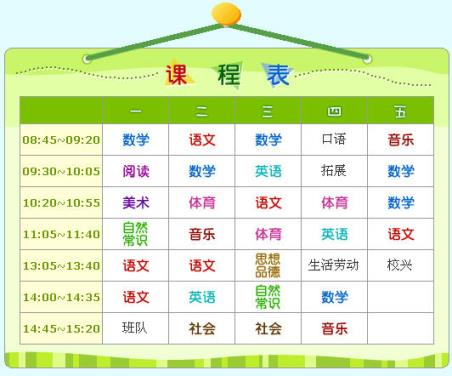 课 程 表
一 二 三 四 五
08:45~09:20 数学 语文 数学 口语 音乐
09:30~10:05 阅读 数学 英语 拓展 数学
10:20~10:55 美术 体育 语文 体育 数学
11:05~11:40 自然常识 音乐 体育 英语 语文
13:05~13:40 语文 语文 思想品德 生活劳动 校兴
14:00~14:35 语文 英语 自然常识 数学
14:45~15:20 班队 社会 社会 音乐